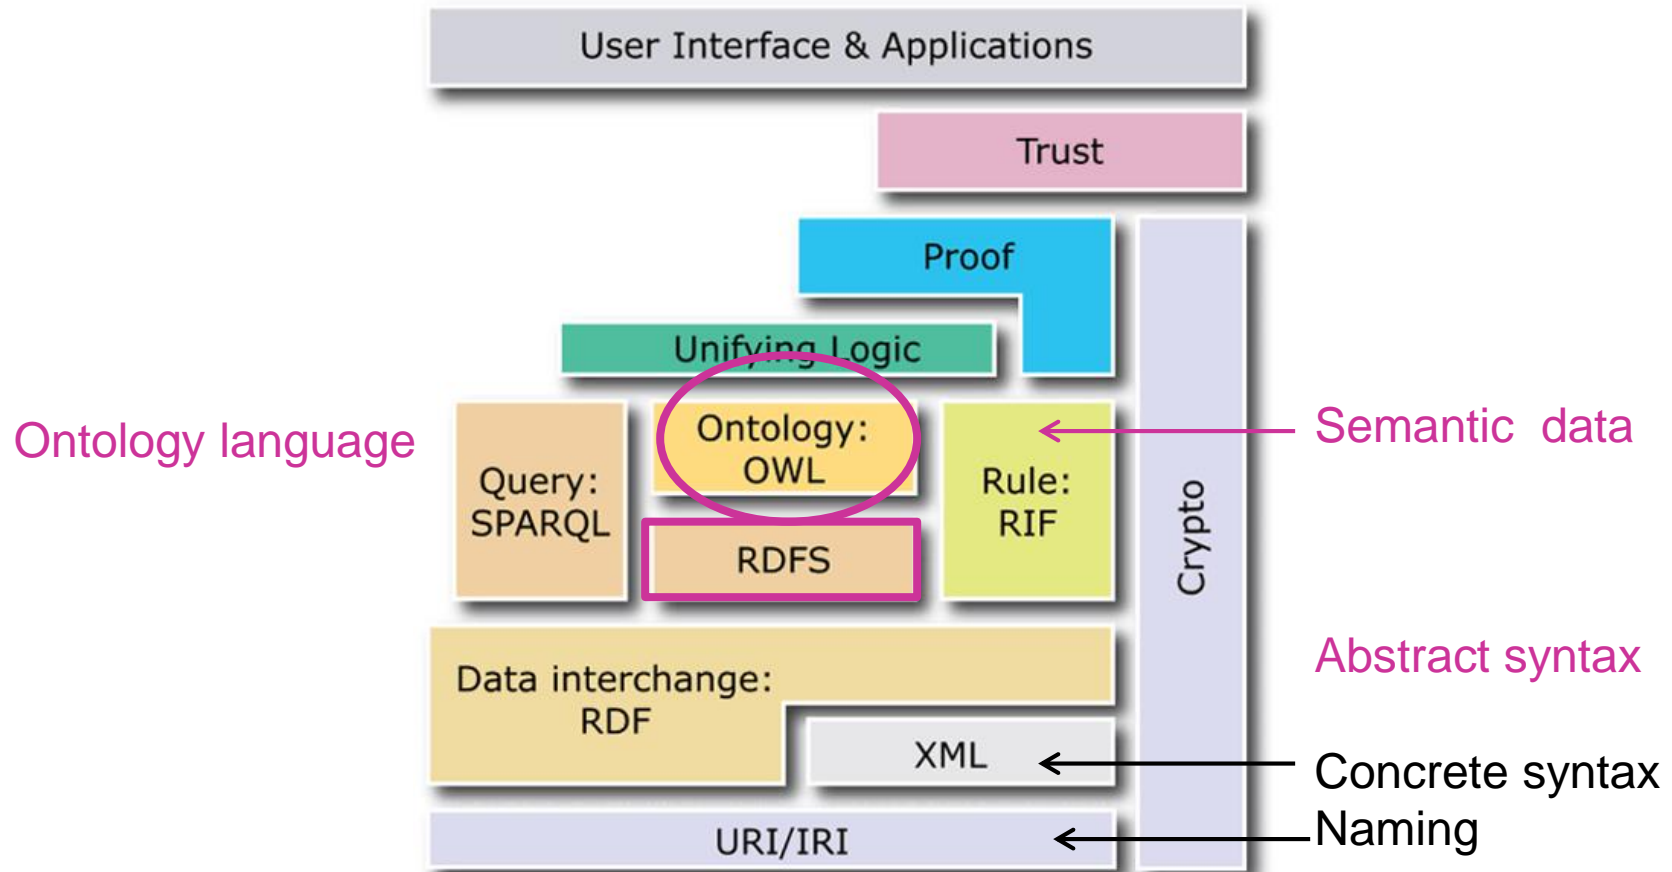 User Interface & Applications
Trust
Proof
Unifying Logic
Ontology language
Ontology:
OWL
Semantic  data
Query:
SPARQL
Rule:
RIF
RDFS
Crypto
Abstract syntax
Data interchange:
RDF
XML
Concrete syntax
URI/IRI
Naming